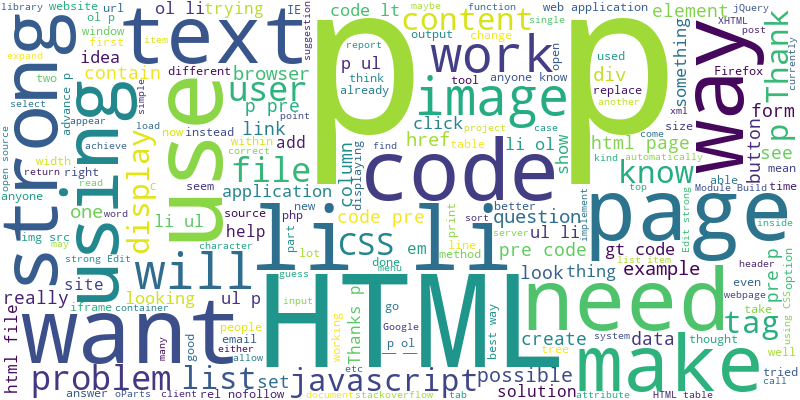 library
website
url
ol li
trying
IE
code lt
maybe
function
web application
element
jQuery
XHTML
post
ol p
window
first
idea
suggestion
output
single
change
open
content
something
strong
text
p
p
way
p Thank
Firefox
currently
item
expand
contain
different
browser
report
think
already
work
tool
anyone know
used
div
replace
another
two
select
advance p
appear
simple
user
p ul
p pre
point
image
project
case
xml
size
form
open source
using
use
load
now
instead
link
click
href
table
html page
see
button
achieve
within
correct
add
column
displaying
find
li ol
show
come
kind
automatically
width
return
right
read
display
C
file
code
know
top
able
mean
Module Build
time
anyone
seem
application
li
li
page
one
word
li ul
source
php
new
code pre
better
question
implement
Edit strong
inside
img src
may
help
character
part
lot
print
sort
server
ul li
list item
strong Edit
site
CSS
em
line
method
pre code
gt code
header
will
done
menu
look
thing
example
even
pre p
option
really
looking
ul p
guess
HTML
need
webpage
iframe
container
Thanks p
go
create
data
tag
take
using CSS
html file
want
people
input
Google
best way
system
thought
well
many
good
email
either
allow
working
p ol
tree
make
tried
call
problem
list
set
etc
javascript
possible
solution
answer
oParts
client
rel nofollow
document
stackoverflow
tab
attribute
HTML table